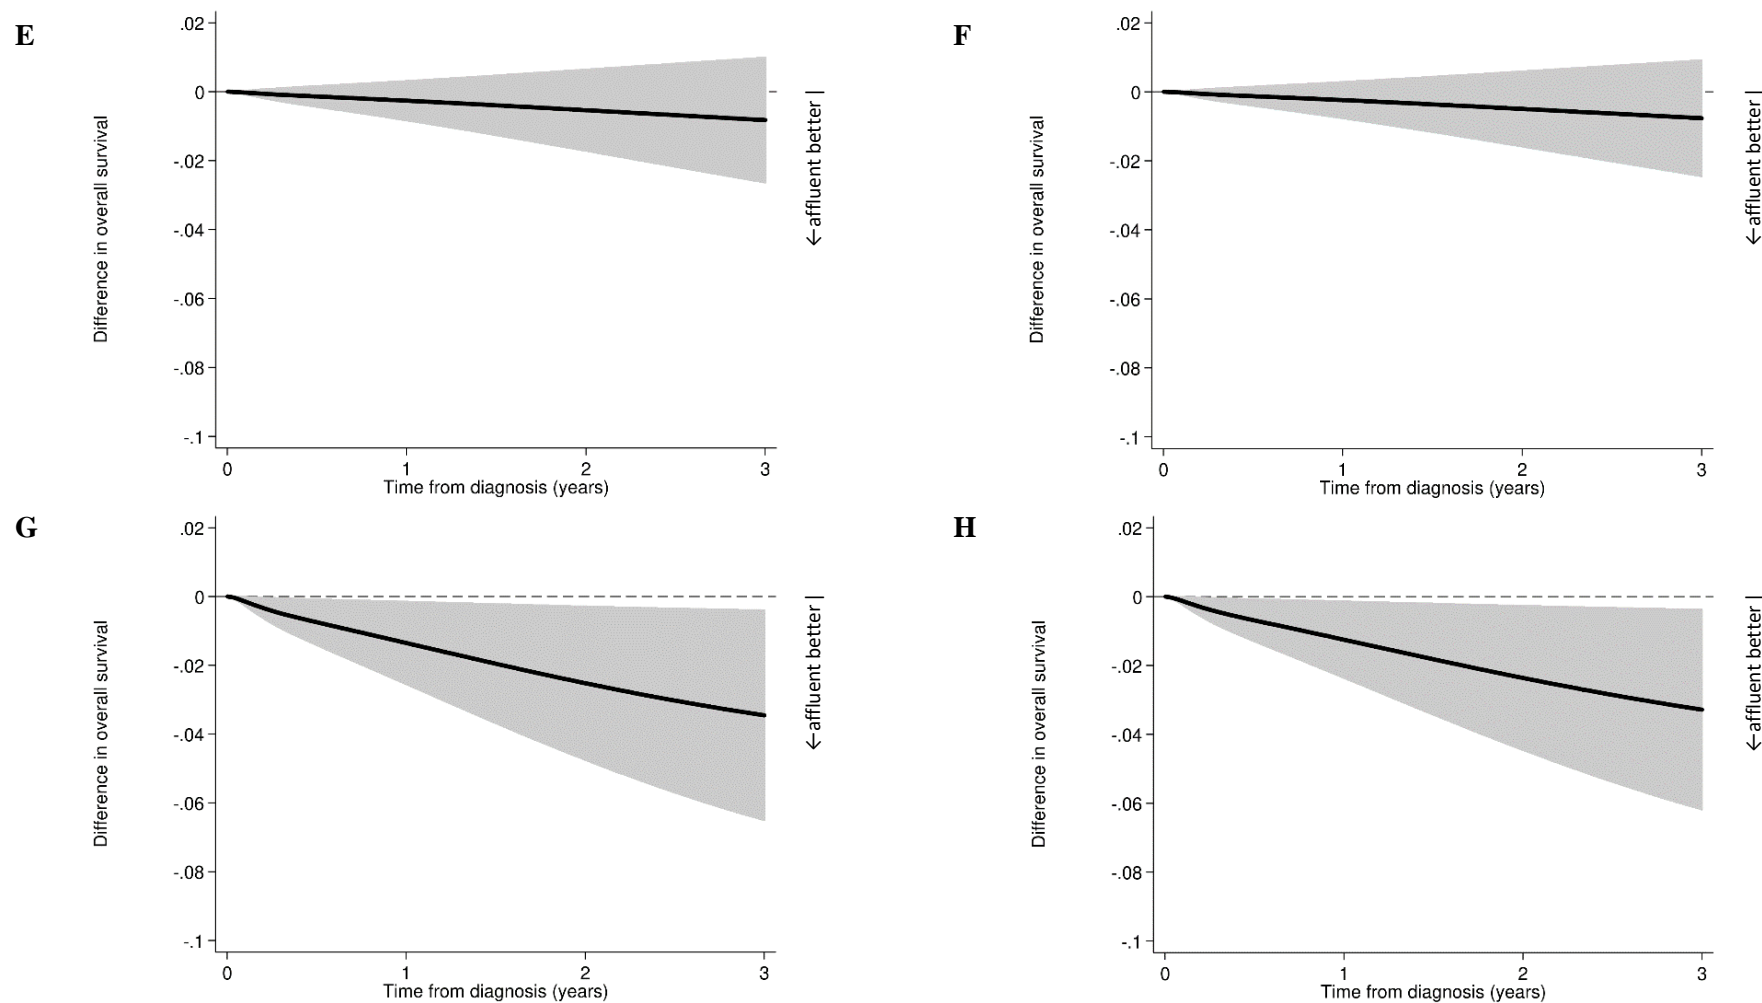 E
.02
0
-.02
-.04
-.06
-.08
-.1
Difference in overall survival
0
1
2
3
Time from diagnosis (years)
←affluent better |
F
.02
0
-.02
-.04
-.06
-.08
-.1
Difference in overall survival
0
1
2
3
Time from diagnosis (years)
←affluent better |
G
.02
0
-.02
-.04
-.06
-.08
-.1
Difference in overall survival
0
1
2
3
Time from diagnosis (years)
←affluent better |
H
.02
0
-.02
-.04
-.06
-.08
-.1
Difference in overall survival
0
1
2
3
Time from diagnosis (years)
←affluent better |